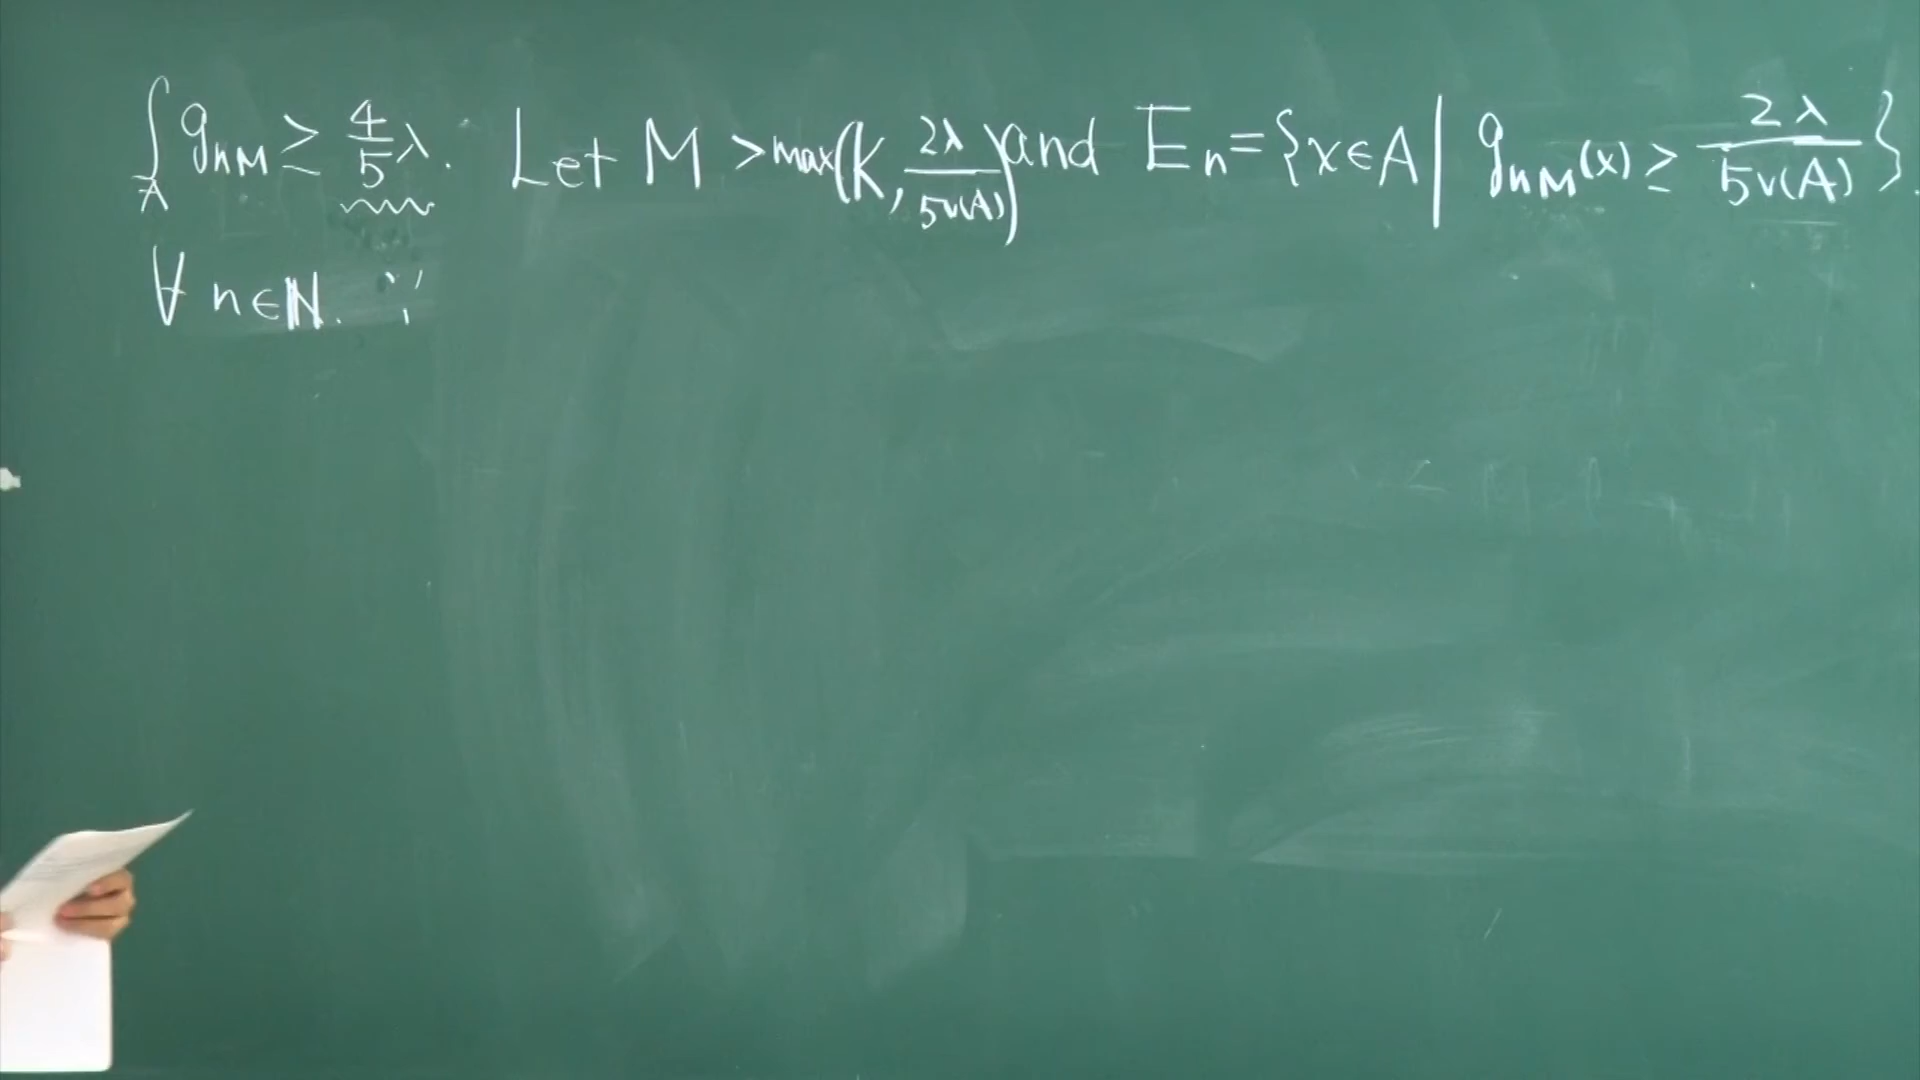 ∫_A g_{nM} ≥ 4/5 λ. Let M > max(K, 2λ/5v(A)) and E_n = {x ∈ A | g_{nM}(x) ≥ 2λ/5v(A)}.
∀ n ∈ ℕ. ∵